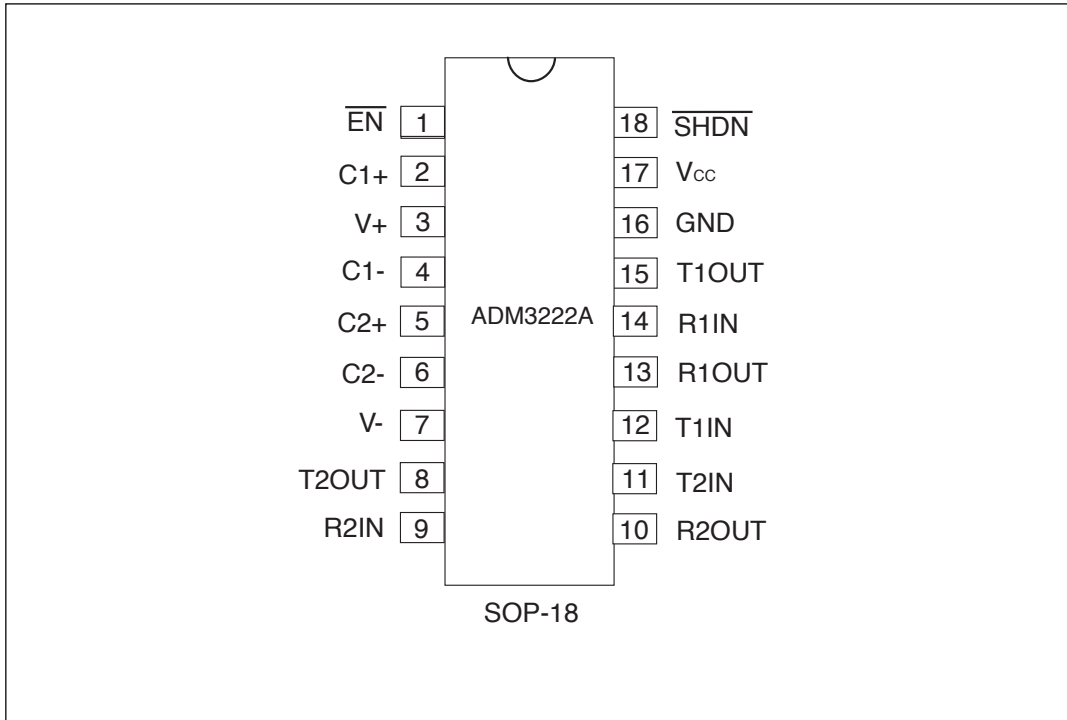 EN 1 18 SHDN
C1+ 2 17 Vcc
V+ 3 16 GND
C1- 4 15 T1OUT
C2+ 5 ADM3222A 14 R1IN
C2- 6 13 R1OUT
V- 7 12 T1IN
T2OUT 8 11 T2IN
R2IN 9 10 R2OUT
SOP-18